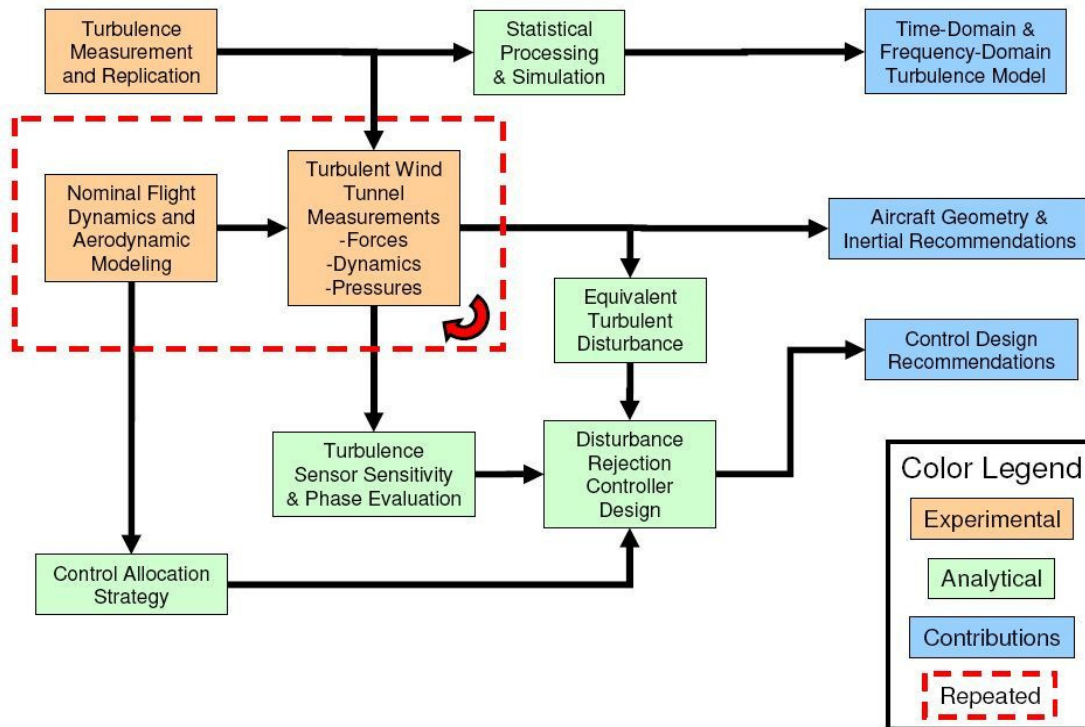 Turbulence
Measurement
and Replication
Statistical
Processing
& Simulation
Time-Domain &
Frequency-Domain
Turbulence Model
Nominal Flight
Dynamics and
Aerodynamic
Modeling
Turbulent Wind
Tunnel
Measurements
-Forces
-Dynamics
-Pressures
Aircraft Geometry &
Inertial Recommendations
Equivalent
Turbulent
Disturbance
Control Design
Recommendations
Turbulence
Sensor Sensitivity
& Phase Evaluation
Disturbance
Rejection
Controller
Design
Control Allocation
Strategy
Color Legend
Experimental
Analytical
Contributions
Repeated